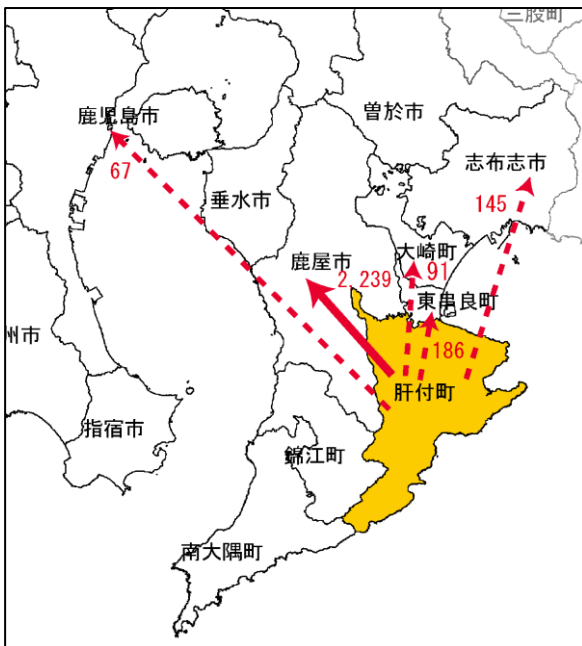 三股町
鹿児島市
曽於市
67
志布志市
垂水市
145
大崎町
鹿屋市
2,239
91
東串良町
州市
186
肝付町
指宿市
錦江町
南大隅町